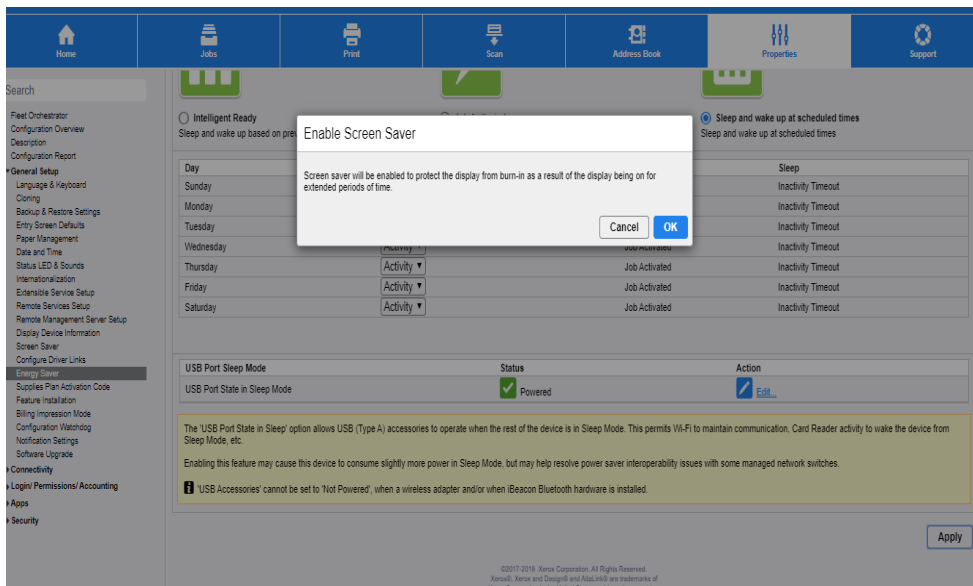 Home
Jobs
Print
Scan
Address Book
Properties
Support
Search
Fleet Orchestrator
Configuration Overview
Description
Configuration Report
General Setup
Language & Keyboard
Cloning
Backup & Restore Settings
Entry Screen Defaults
Paper Management
Date and Time
Status LED & Sounds
Internationalization
Extensible Service Setup
Remote Services Setup
Remote Management Server Setup
Display Device Information
Screen Saver
Configure Driver Links
Energy Saver
Supplies Plan Activation Code
Feature Installation
Billing Impression Mode
Configuration Watchdog
Notification Settings
Software Upgrade
Connectivity
Login/ Permissions/ Accounting
Apps
Security
Intelligent Ready
Sleep and wake up based on
Sleep and wake up at scheduled times
Sleep and wake up at scheduled times
Enable Screen Saver
Screen saver will be enabled to protect the display from burn-in as a result of the display being on for
extended periods of time.
Cancel OK
Day Sleep
Sunday Inactivity Timeout
Monday Inactivity Timeout
Tuesday Inactivity Timeout
Wednesday Activity Job Activated Inactivity Timeout
Thursday Activity Job Activated Inactivity Timeout
Friday Activity Job Activated Inactivity Timeout
Saturday Activity Job Activated Inactivity Timeout
USB Port Sleep Mode Status Action
USB Port State in Sleep Mode Powered Edit...
The 'USB Port State in Sleep' option allows USB (Type A) accessories to operate when the rest of the device is in Sleep Mode. This permits Wi-Fi to maintain communication, Card Reader activity to wake the device from
Sleep Mode, etc.
Enabling this feature may cause this device to consume slightly more power in Sleep Mode, but may help resolve power saver interoperability issues with some managed network switches.
'USB Accessories' cannot be set to 'Not Powered', when a wireless adapter and/or when iBeacon Bluetooth hardware is installed.
Apply
©2017-2019 Xerox Corporation. All Rights Reserved.
Xerox®, Xerox and Design® and AltaLink® are trademarks of